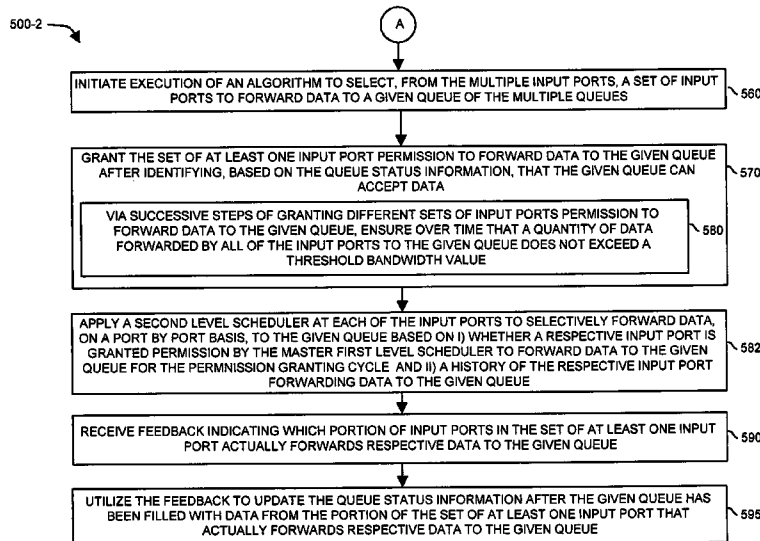 500-2
A
INITIATE EXECUTION OF AN ALGORITHM TO SELECT, FROM THE MULTIPLE INPUT PORTS, A SET OF INPUT
PORTS TO FORWARD DATA TO A GIVEN QUEUE OF THE MULTIPLE QUEUES
560
GRANT THE SET OF AT LEAST ONE INPUT PORT PERMISSION TO FORWARD DATA TO THE GIVEN QUEUE
AFTER IDENTIFYING, BASED ON THE QUEUE STATUS INFORMATION, THAT THE GIVEN QUEUE CAN
ACCEPT DATA
570
VIA SUCCESSIVE STEPS OF GRANTING DIFFERENT SETS OF INPUT PORTS PERMISSION TO
FORWARD DATA TO THE GIVEN QUEUE, ENSURE OVER TIME THAT A QUANTITY OF DATA
FORWARDED BY ALL OF THE INPUT PORTS TO THE GIVEN QUEUE DOES NOT EXCEED A
THRESHOLD BANDWIDTH VALUE
580
APPLY A SECOND LEVEL SCHEDULER AT EACH OF THE INPUT PORTS TO SELECTIVELY FORWARD DATA,
ON A PORT BY PORT BASIS, TO THE GIVEN QUEUE BASED ON I) WHETHER A RESPECTIVE INPUT PORT IS
GRANTED PERMISSION BY THE MASTER FIRST LEVEL SCHEDULER TO FORWARD DATA TO THE GIVEN
QUEUE FOR THE PERMNISSION GRANTING CYCLE AND II) A HISTORY OF THE RESPECTIVE INPUT PORT
FORWARDING DATA TO THE GIVEN QUEUE
582
RECEIVE FEEDBACK INDICATING WHICH PORTION OF INPUT PORTS IN THE SET OF AT LEAST ONE INPUT
PORT ACTUALLY FORWARDS RESPECTIVE DATA TO THE GIVEN QUEUE
590
UTILIZE THE FEEDBACK TO UPDATE THE QUEUE STATUS INFORMATION AFTER THE GIVEN QUEUE HAS
BEEN FILLED WITH DATA FROM THE PORTION OF THE SET OF AT LEAST ONE INPUT PORT THAT
ACTUALLY FORWARDS RESPECTIVE DATA TO THE GIVEN QUEUE
595